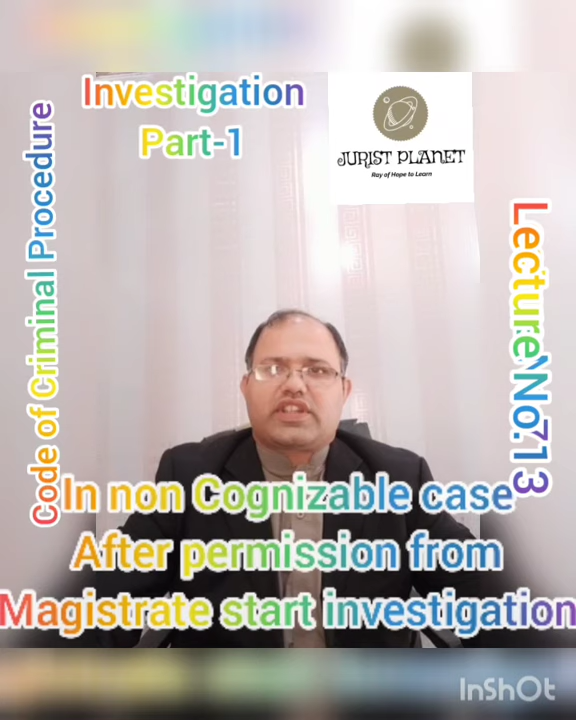 Investigation
Part-1
JURIST PLANET
Ray of Hope to Learn
Code of Criminal Procedure
Lecture No.13
In non Cognizable case
After permission from
Magistrate start investigation
InShOt